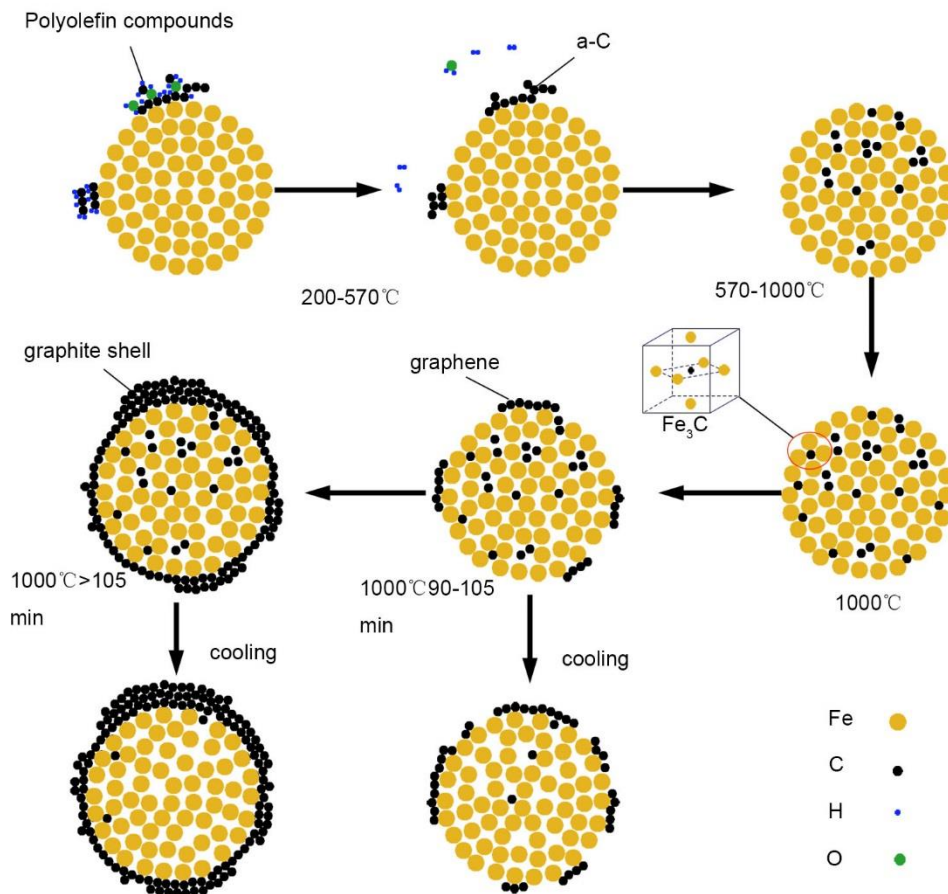 Polyolefin compounds
a-C
200-570℃
570-1000℃
graphite shell
graphene
Fe₃C
1000℃>105
min
1000℃90-105
min
1000℃
cooling
cooling
Fe
C
H
O